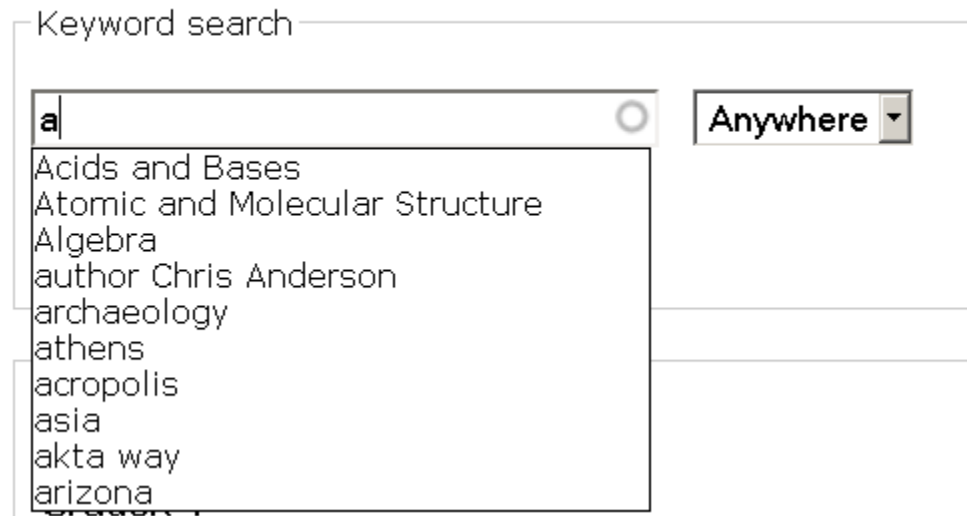 Keyword search
a
Anywhere
Acids and Bases
Atomic and Molecular Structure
Algebra
author Chris Anderson
archaeology
athens
acropolis
asia
akta way
arizona